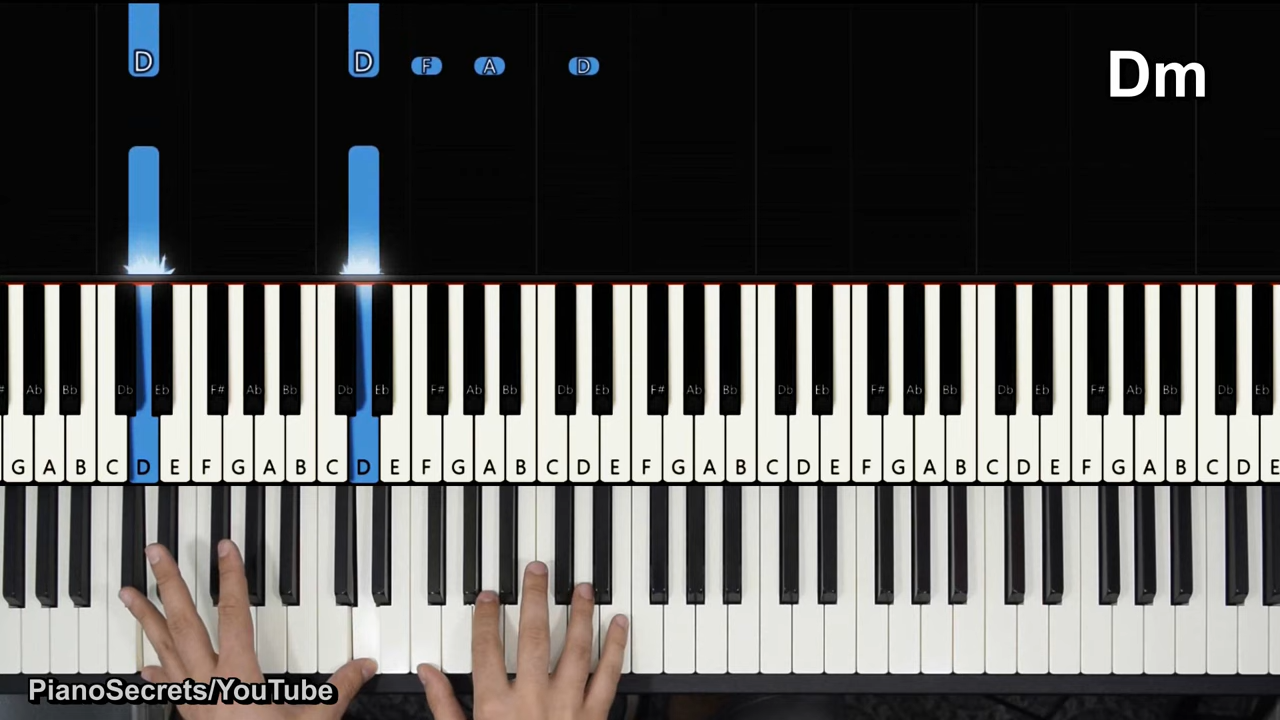 D D F A D
Dm
# Ab Bb Db Eb F# Ab Bb Db Eb F# Ab Bb Db Eb F# Ab Bb Db Eb F# Ab Bb Db Eb F# Ab Bb Db Eb
G A B C D E F G A B C D E F G A B C D E F G A B C D E F G A B C D E F G A B C D E
PianoSecrets/YouTube